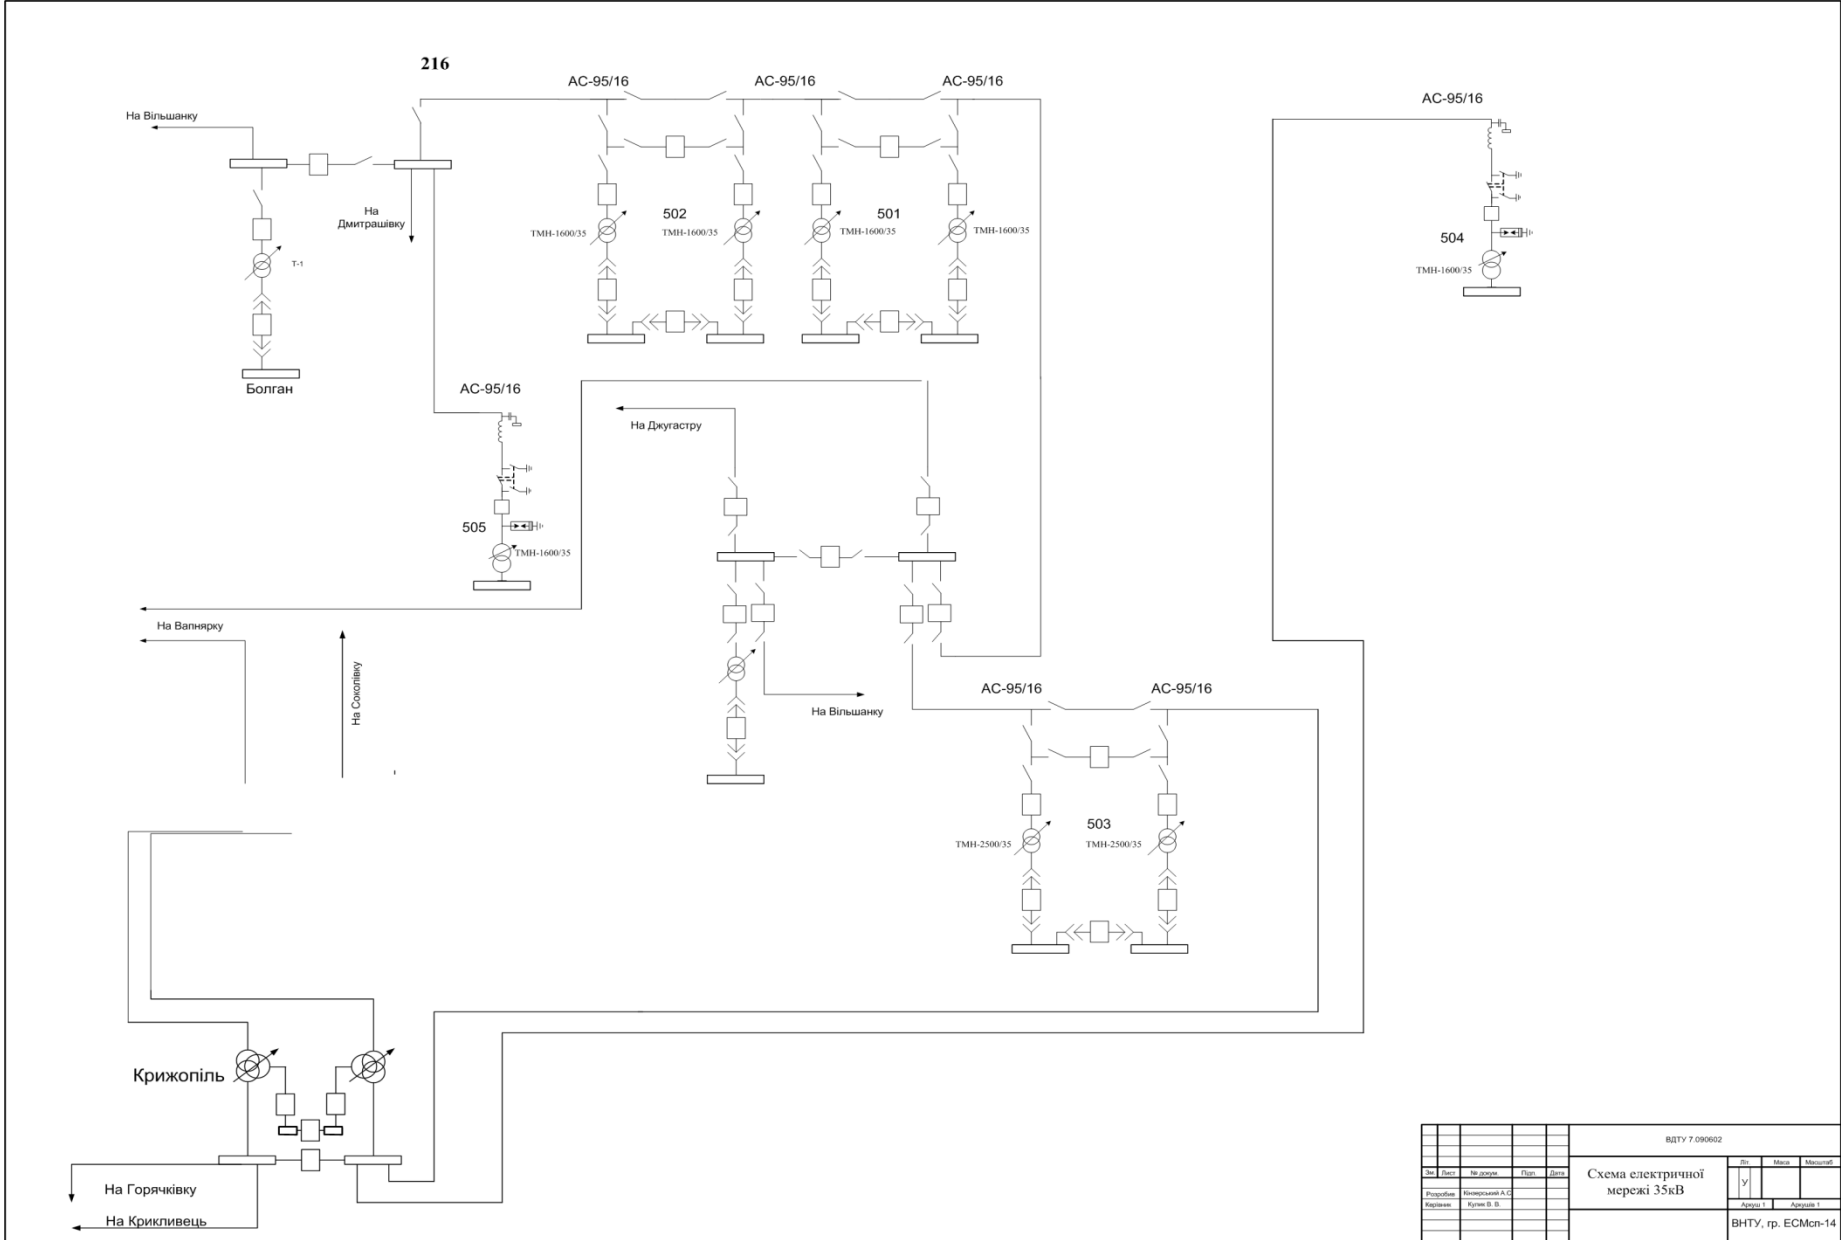 216
АС-95/16
АС-95/16
АС-95/16
АС-95/16
На Вільшанку
На
Дмитрашівку
502
501
ТМН-1600/35
ТМН-1600/35
ТМН-1600/35
ТМН-1600/35
504
ТМН-1600/35
Т-1
Болган
АС-95/16
На Джугастру
505
ТМН-1600/35
На Вапнярку
На Соколівку
На Вільшанку
АС-95/16
АС-95/16
503
ТМН-2500/35
ТМН-2500/35
Крижопіль
На Горячківку
На Крикливець
ВДТУ 7.090602
Зм. Лист № докум. Підп. Дата
Розробив
Керівник Кулик В. В.
Схема електричної
мережі 35кВ
Літ. Маса Масштаб
У
Аркуш 1 Аркушів 1
ВНТУ, гр. ЕСМсп-14